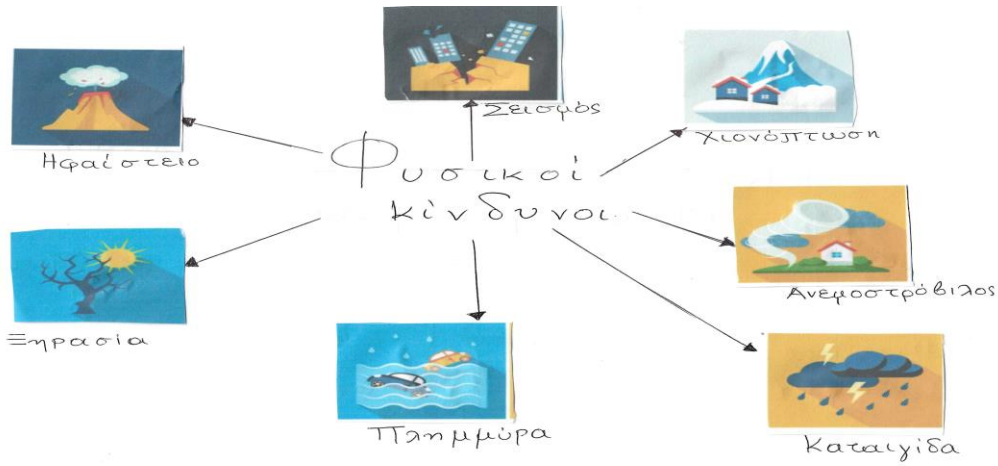 Σεισμός
Χιονόπτωση
Ηφαίστειο
Φυσικοί
κίνδυνοι
Ανεμοστρόβιλος
Ξηρασία
Πλημμύρα
Καταιγίδα